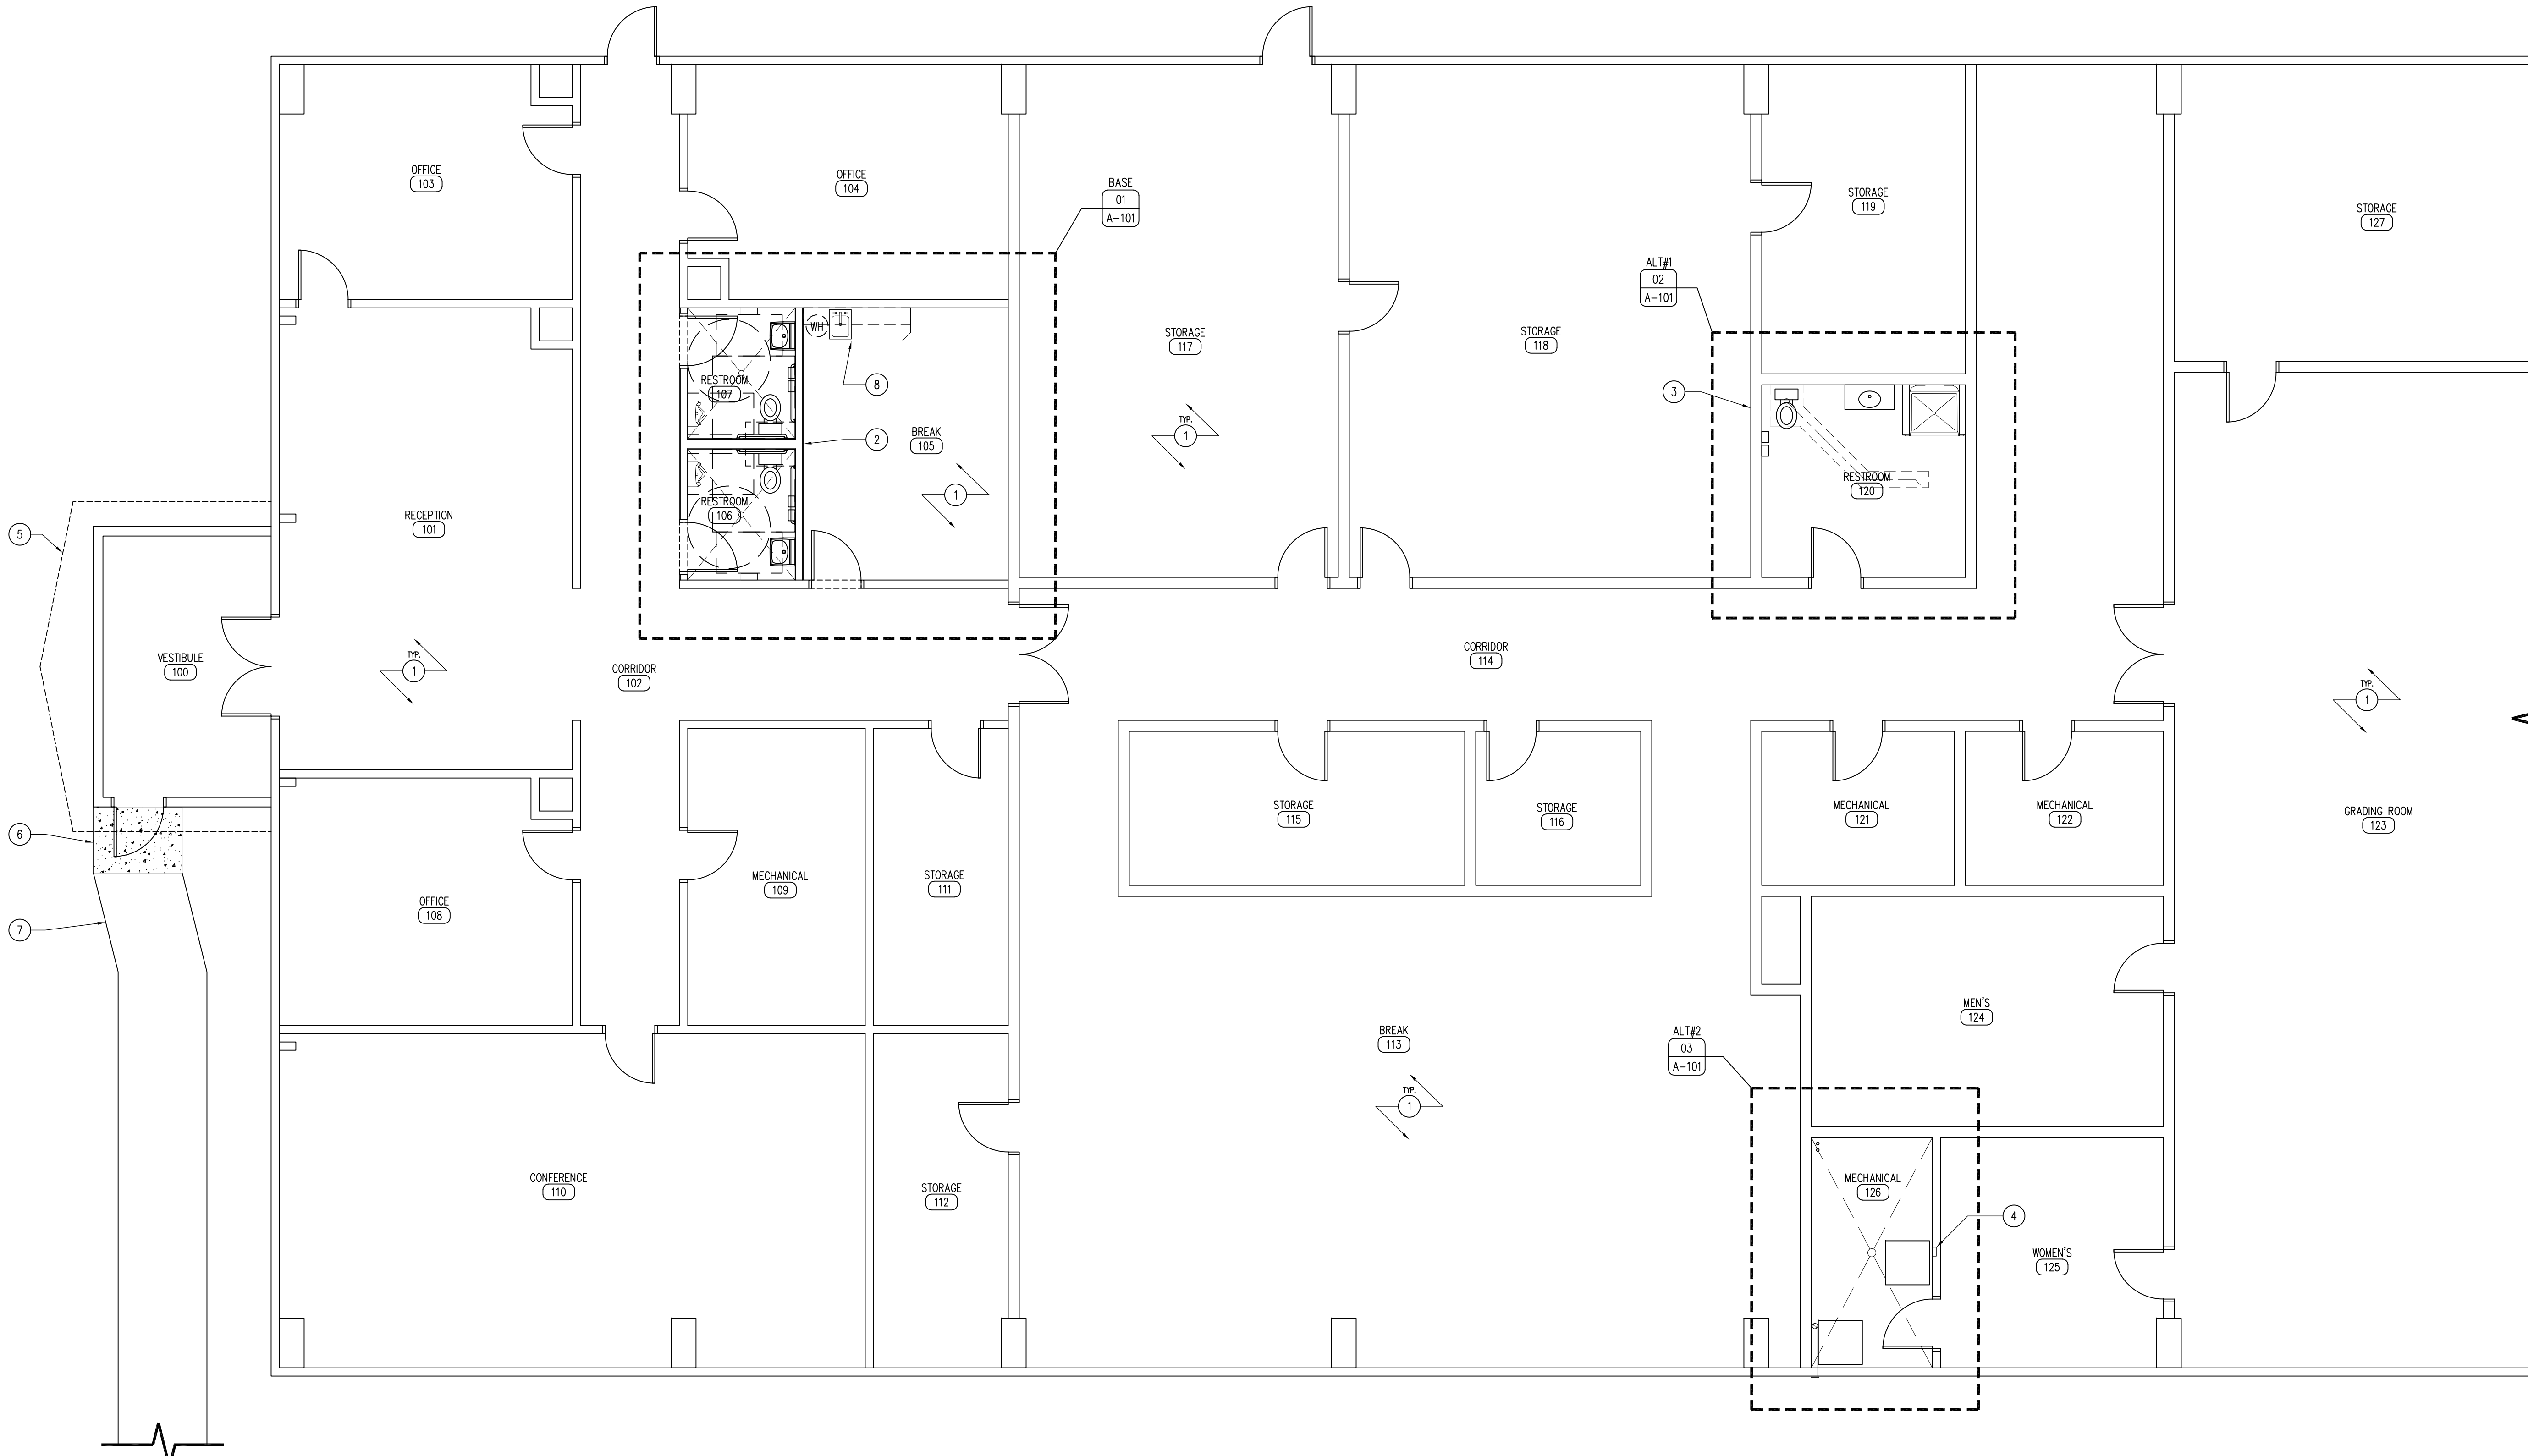 OFFICE
103
OFFICE
104
BASE
01
A-101
STORAGE
119
STORAGE
127
ALT#1
02
A-101
STORAGE
117
STORAGE
118
WH
RESTROOM
107
8
3
2
BREAK
105
TYP.
1
1
RESTROOM
120
RESTROOM
106
RECEPTION
101
5
VESTIBULE
100
TYP.
1
CORRIDOR
102
CORRIDOR
114
TYP.
1
6
STORAGE
115
STORAGE
116
MECHANICAL
121
MECHANICAL
122
GRADING ROOM
123
7
OFFICE
108
MECHANICAL
109
STORAGE
111
MEN'S
124
BREAK
113
ALT#2
03
A-101
TYP.
1
CONFERENCE
110
STORAGE
112
MECHANICAL
126
4
WOMEN'S
125